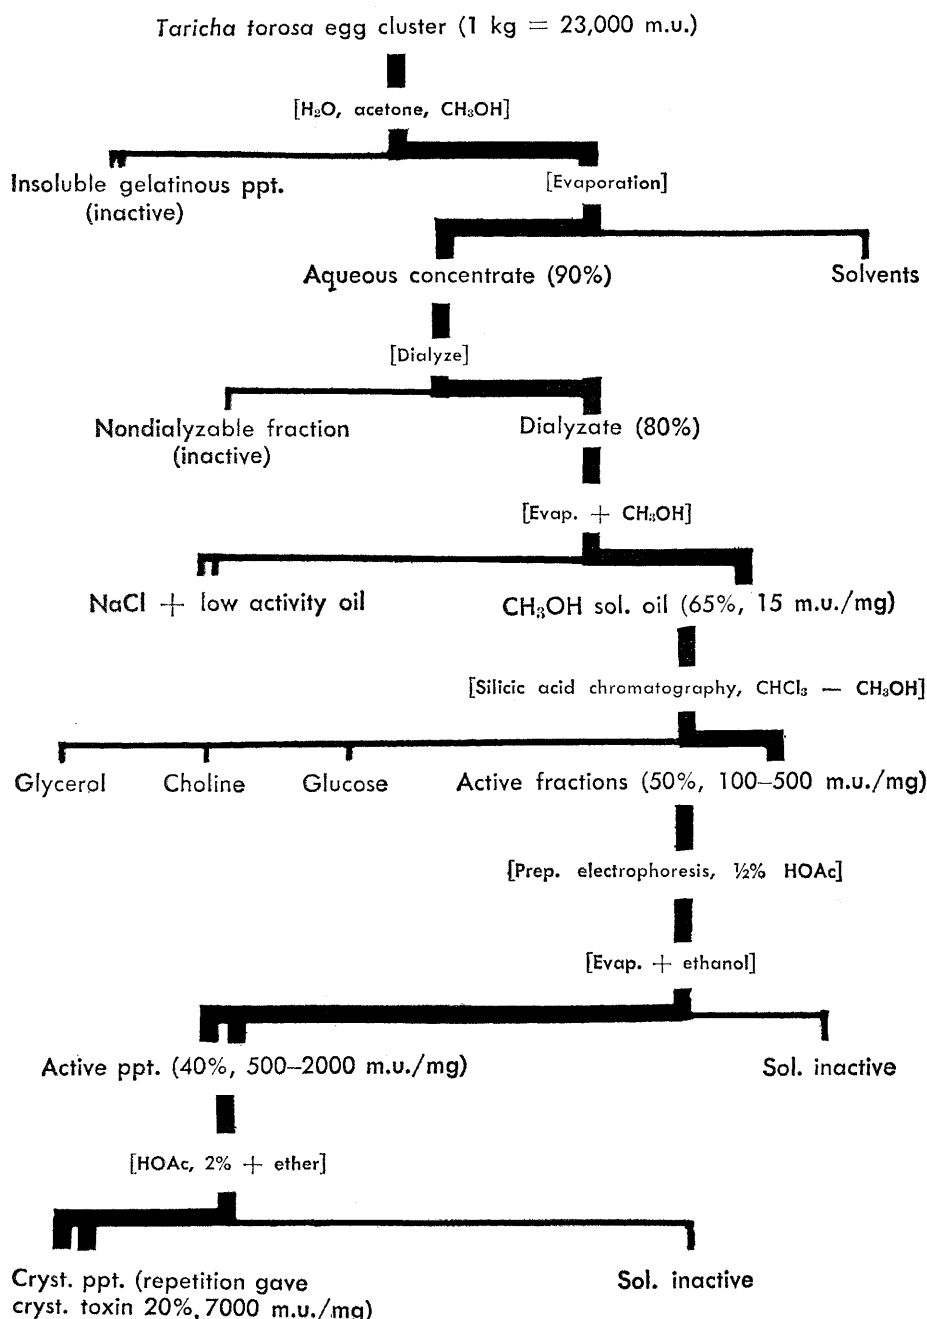 Taricha torosa egg cluster (1 kg = 23,000 m.u.)
[H₂O, acetone, CH₃OH]
Insoluble gelatinous ppt.
(inactive)
[Evaporation]
Aqueous concentrate (90%)
Solvents
[Dialyze]
Nondialyzable fraction
(inactive)
Dialyzate (80%)
[Evap. + CH₃OH]
NaCl + low activity oil
CH₃OH sol. oil (65%, 15 m.u./mg)
[Silicic acid chromatography, CHCl₃ — CH₃OH]
Glycerol
Choline
Glucose
Active fractions (50%, 100–500 m.u./mg)
[Prep. electrophoresis, ½% HOAc]
[Evap. + ethanol]
Active ppt. (40%, 500–2000 m.u./mg)
Sol. inactive
[HOAc, 2% + ether]
Cryst. ppt. (repetition gave
cryst. toxin 20%, 7000 m.u./mg)
Sol. inactive